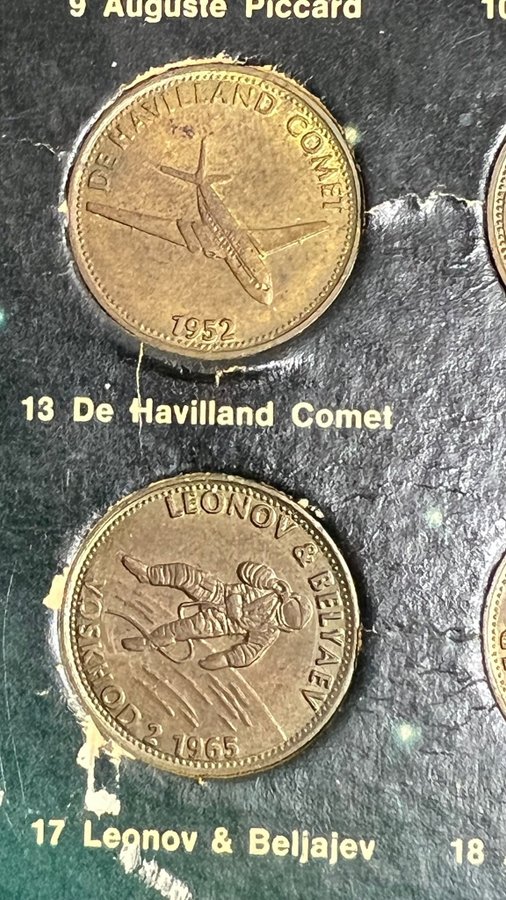 9 Auguste Piccard
10
DE HAVILLAND COMET
1952
13 De Havilland Comet
LEONOV & BELYAEV
VOSKHOD 2 1965
17 Leonov & Beljajev
18